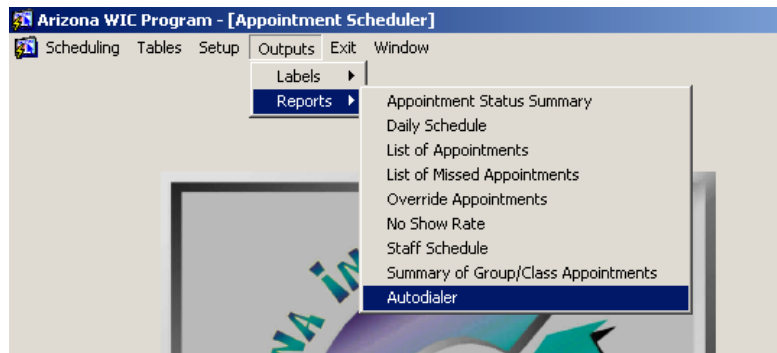 Arizona WIC Program - [Appointment Scheduler]
Scheduling Tables Setup Outputs Exit Window
Labels
Reports
Appointment Status Summary
Daily Schedule
List of Appointments
List of Missed Appointments
Override Appointments
No Show Rate
Staff Schedule
Summary of Group/Class Appointments
Autodialer